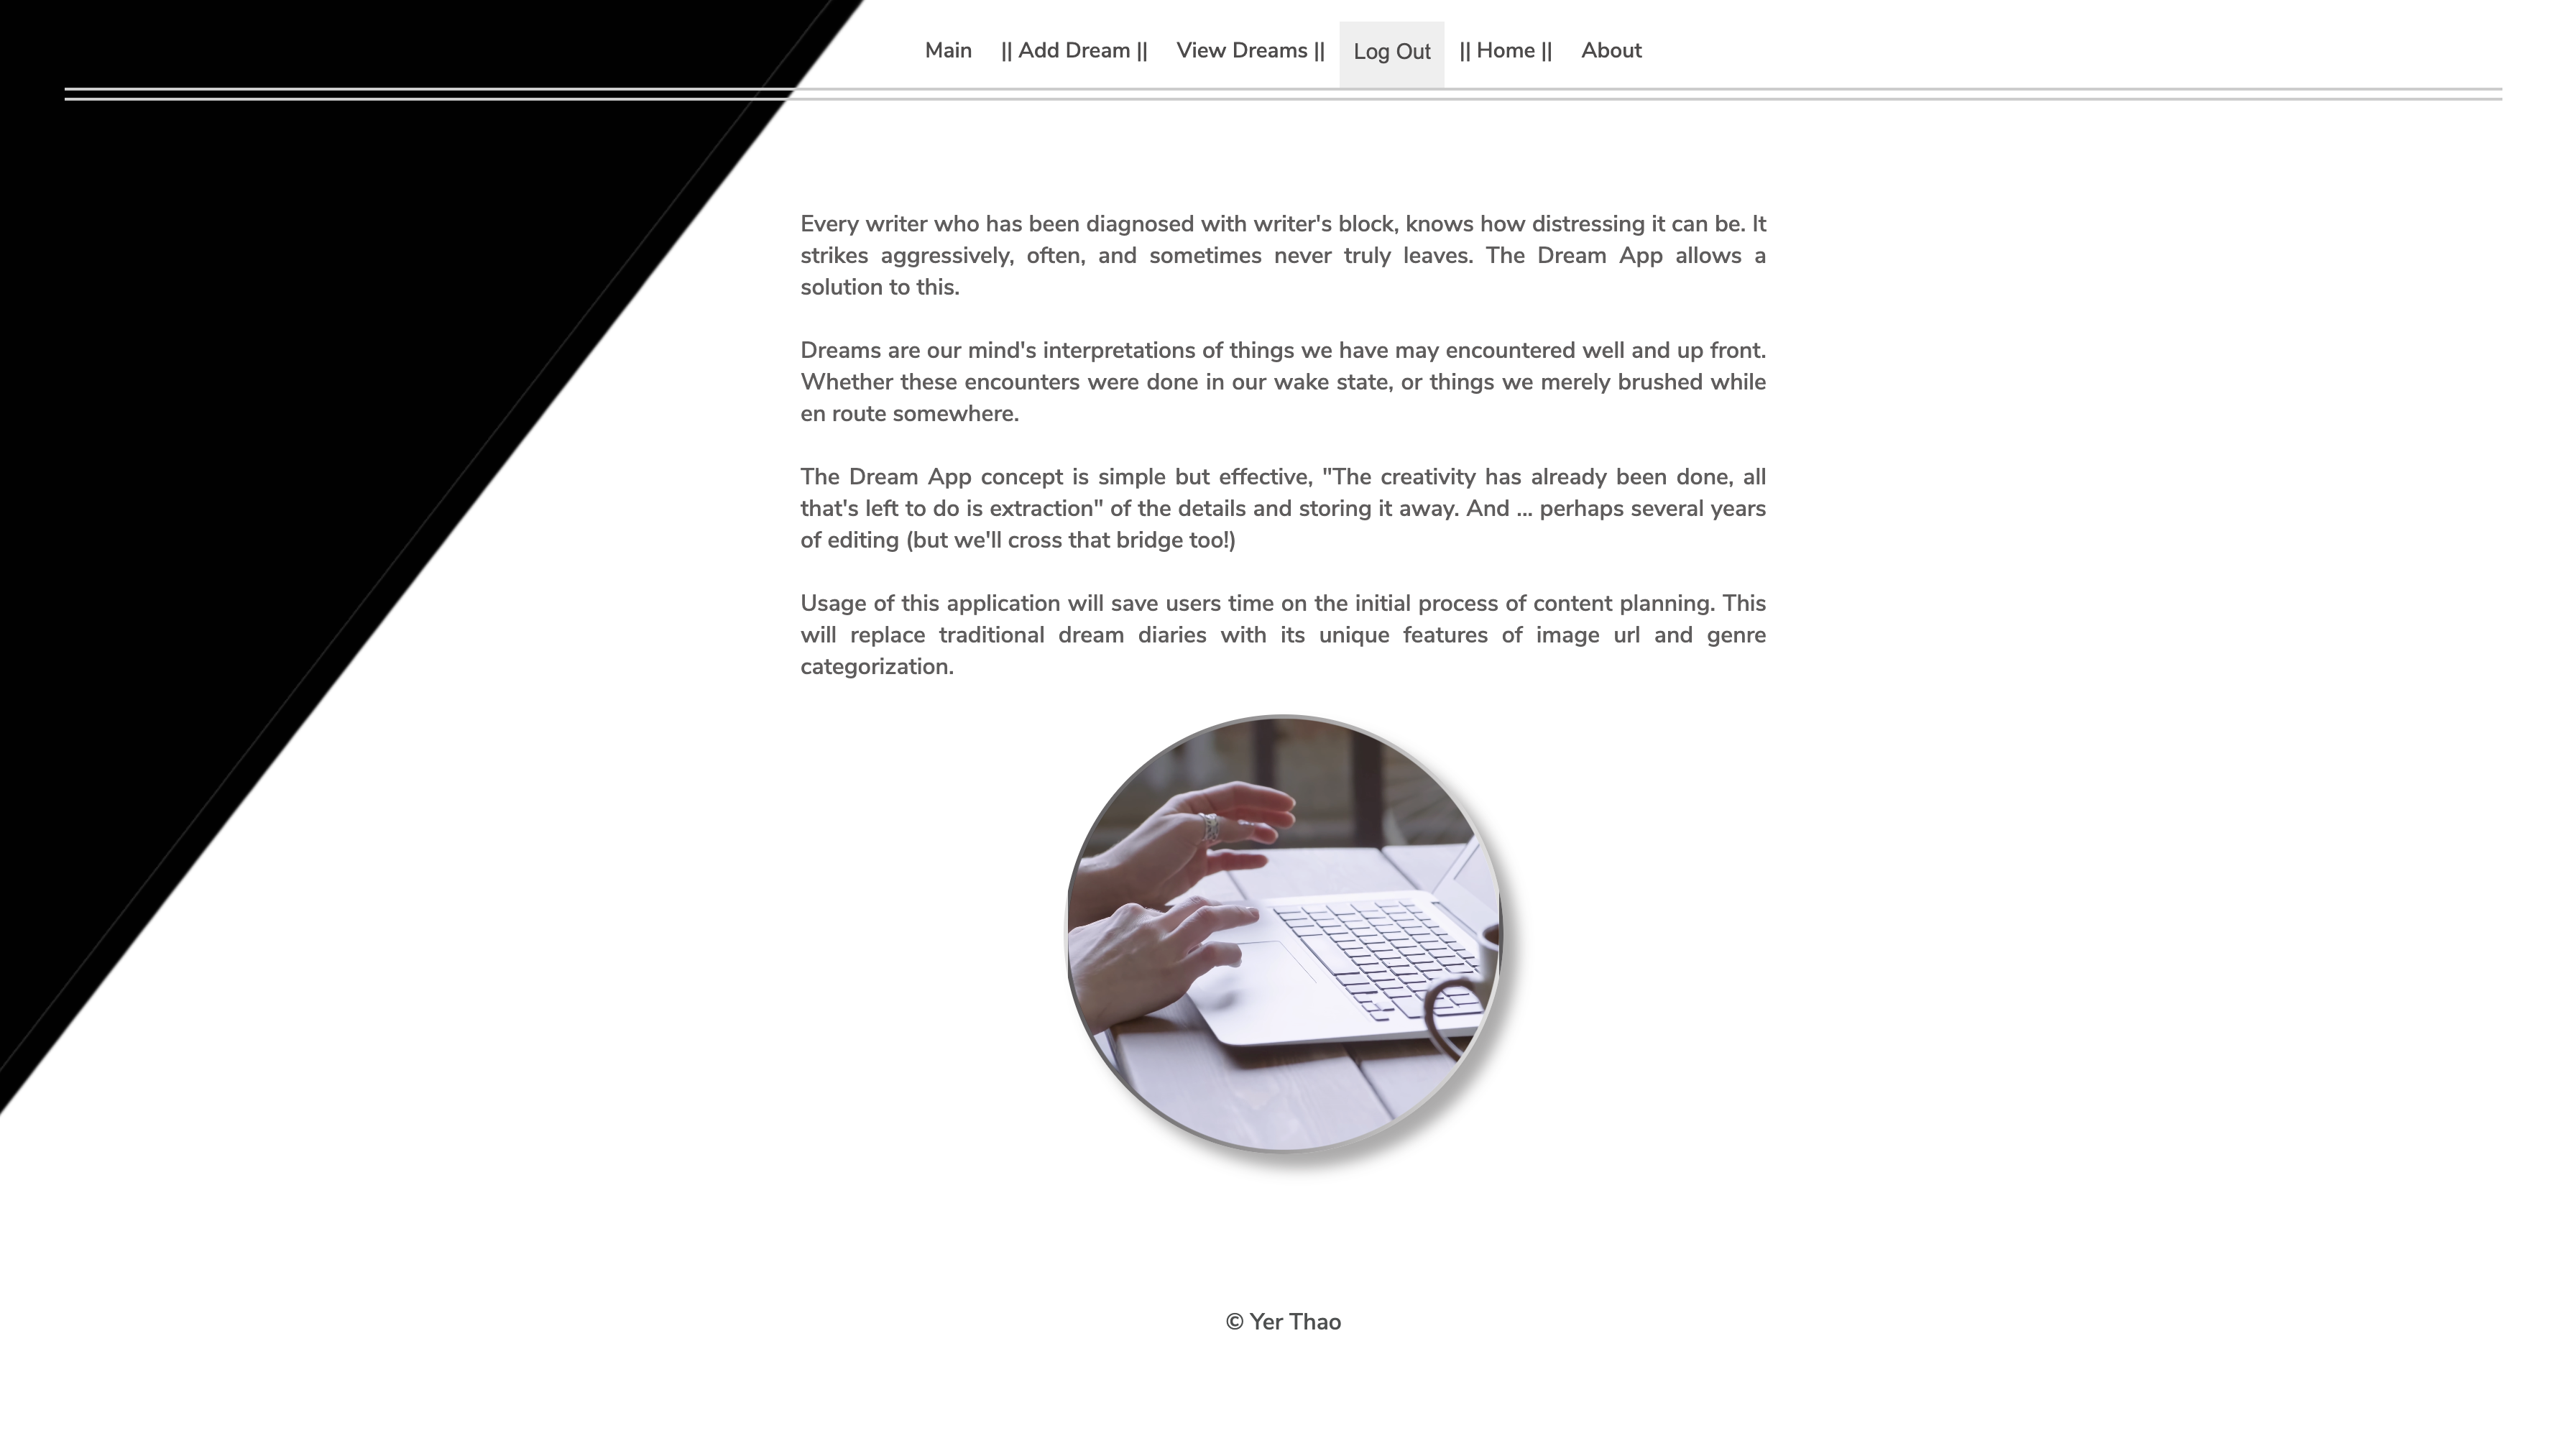 Main || Add Dream || View Dreams || Log Out || Home || About
Every writer who has been diagnosed with writer's block, knows how distressing it can be. It
strikes aggressively, often, and sometimes never truly leaves. The Dream App allows a
solution to this.
Dreams are our mind's interpretations of things we have may encountered well and up front.
Whether these encounters were done in our wake state, or things we merely brushed while
en route somewhere.
The Dream App concept is simple but effective, "The creativity has already been done, all
that's left to do is extraction" of the details and storing it away. And ... perhaps several years
of editing (but we'll cross that bridge too!)
Usage of this application will save users time on the initial process of content planning. This
will replace traditional dream diaries with its unique features of image url and genre
categorization.
© Yer Thao